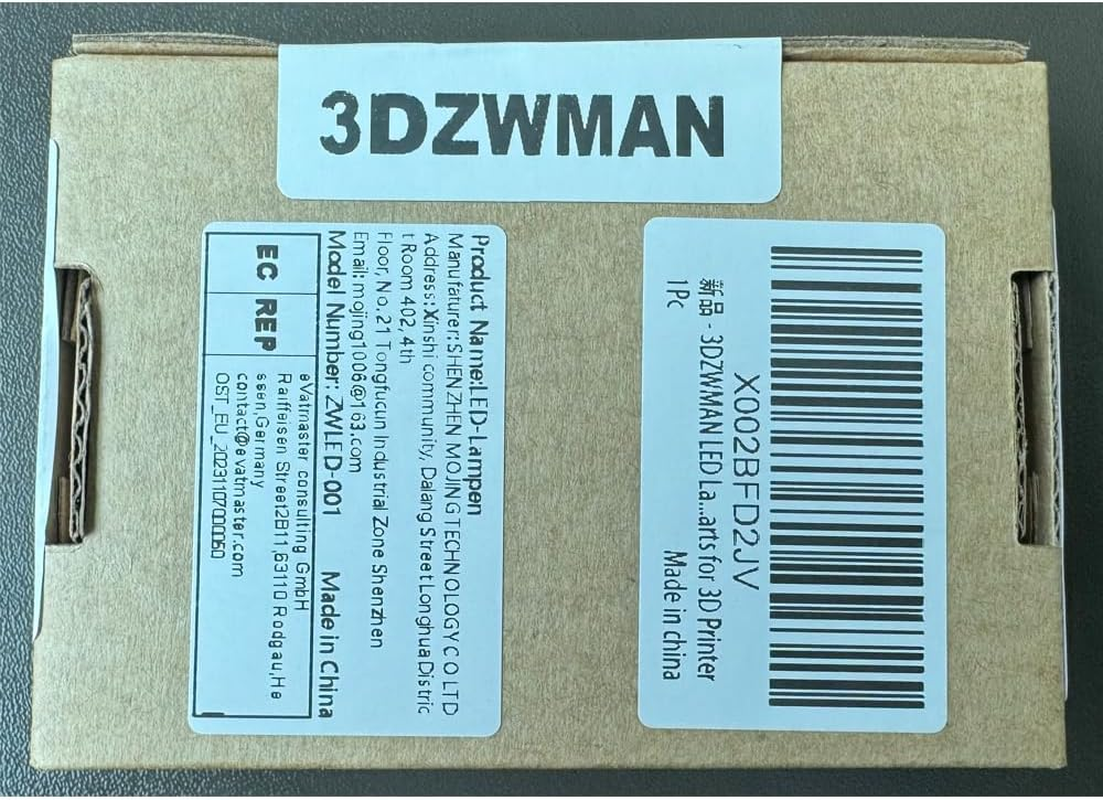 3DZWMAN
Product Name:LED-Lampen
Manufaturer:SHENZHEN MOJING TECHNOLOGY CO LTD
Address:Xinshi community, Dalang Street Longhua Distric
t Room 402, 4th
Floor, No.21 Tongfucun Industrial Zone Shenzhen
Email: mojing1006@163.com
Model Number: ZWLED-001 Made in China
EC REP
eVatmaster consulting GmbH
Raiffeisen Street2B11,63110 Rodgau,He
ssen,Germany
contact@evatmaster.com
OST_EU_20231107000060
X002BFD2JV
新品 - 3DZWMAN LED La...arts for 3D Printer
1Pc Made in china